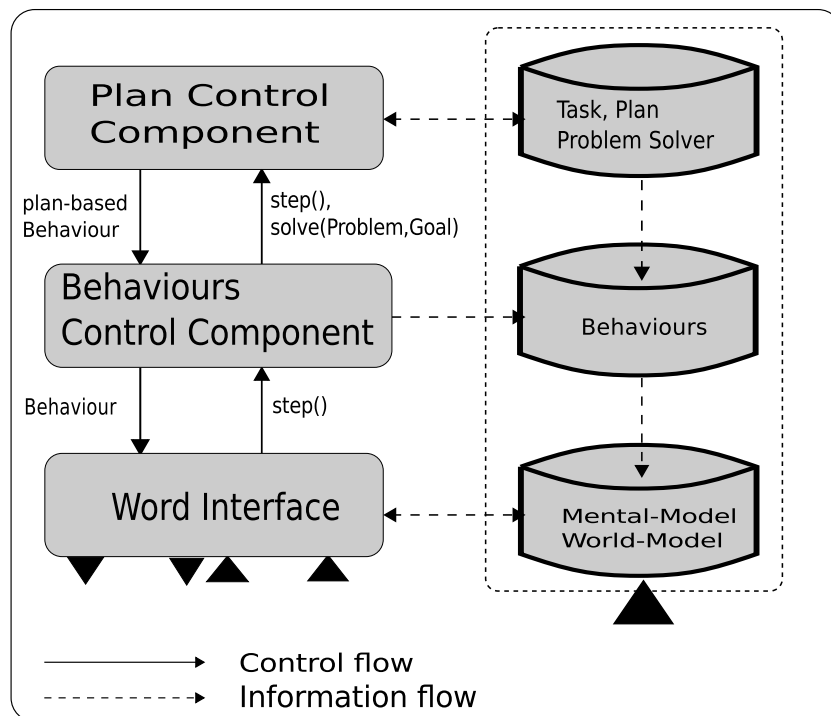 Plan Control
Component
Task, Plan
Problem Solver
plan-based
Behaviour
step(),
solve(Problem,Goal)
Behaviours
Control Component
Behaviours
Behaviour
step()
Word Interface
Mental-Model
World-Model
Control flow
Information flow